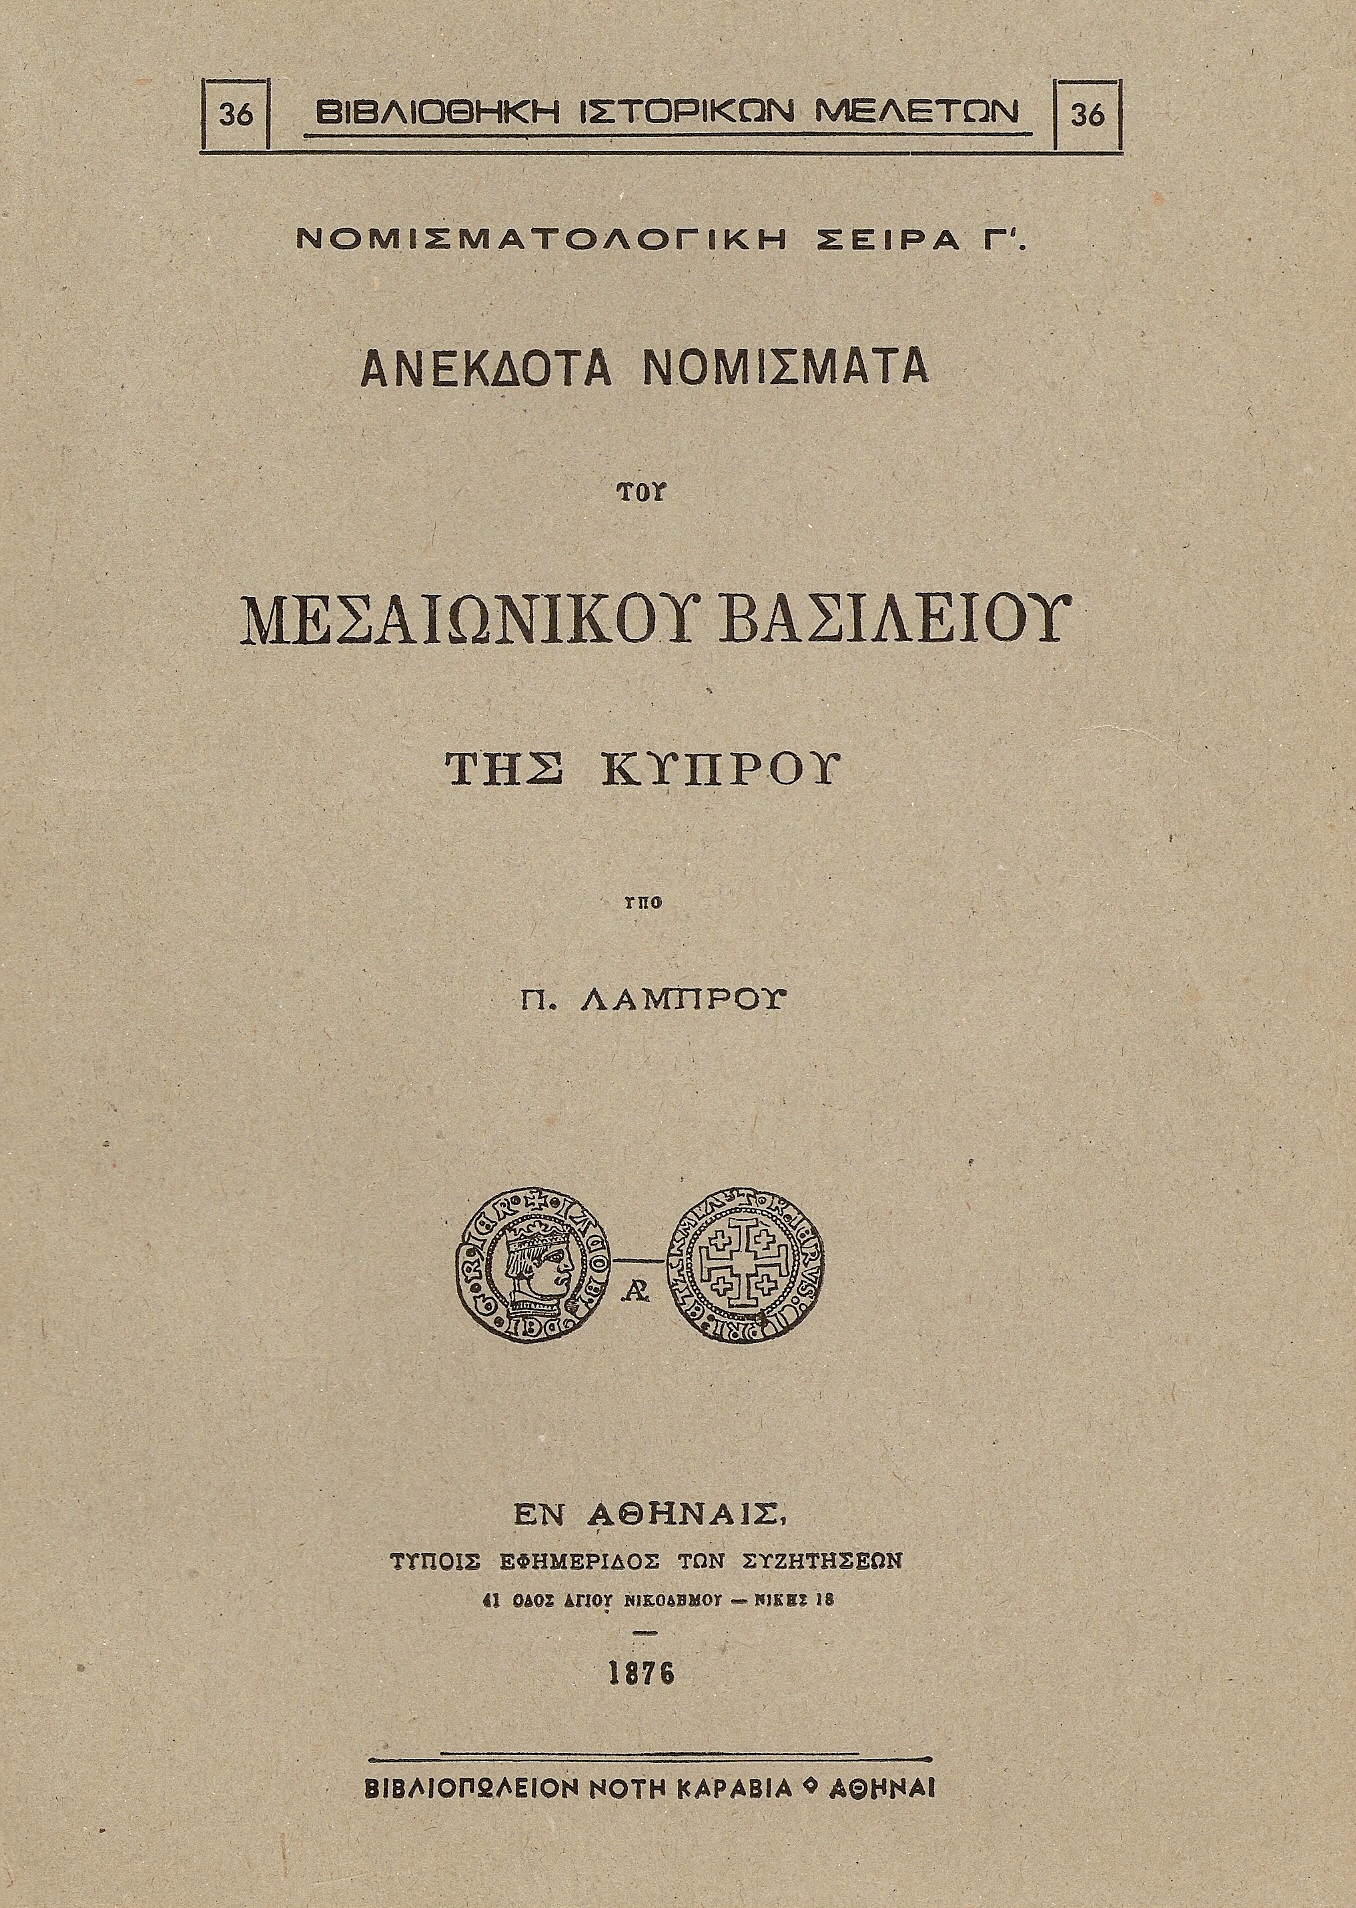 36 ΒΙΒΛΙΟΘΗΚΗ ΙΣΤΟΡΙΚΩΝ ΜΕΛΕΤΩΝ 36
ΝΟΜΙΣΜΑΤΟΛΟΓΙΚΗ ΣΕΙΡΑ Γ'.
ΑΝΕΚΔΟΤΑ ΝΟΜΙΣΜΑΤΑ
ΤΟΥ
ΜΕΣΑΙΩΝΙΚΟΥ ΒΑΣΙΛΕΙΟΥ
ΤΗΣ ΚΥΠΡΟΥ
ΥΠΟ
Π. ΛΑΜΠΡΟΥ
AR
ΕΝ ΑΘΗΝΑΙΣ,
ΤΥΠΟΙΣ ΕΦΗΜΕΡΙΔΟΣ ΤΩΝ ΣΥΖΗΤΗΣΕΩΝ
41 ΟΔΟΣ ΑΓΙΟΥ ΝΙΚΟΔΗΜΟΥ — ΝΙΚΗΣ 18
1876
ΒΙΒΛΙΟΠΩΛΕΙΟΝ ΝΟΤΗ ΚΑΡΑΒΙΑ ⋄ ΑΘΗΝΑΙ